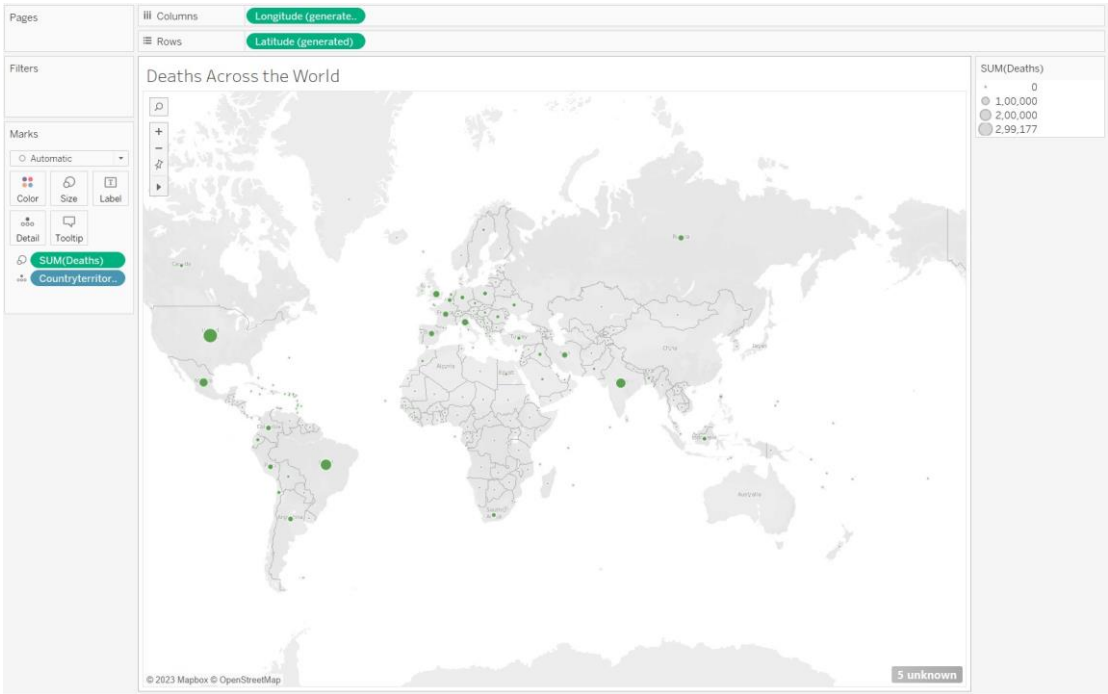 Pages
Columns
Longitude (generate..
Rows
Latitude (generated)
Filters
Deaths Across the World
SUM(Deaths)
0
1,00,000
2,00,000
2,99,177
Marks
Automatic
Color
Size
Label
Detail
Tooltip
SUM(Deaths)
Countryterritor..
Algeria
Egypt
China
Japan
Australia
© 2023 Mapbox © OpenStreetMap
5 unknown